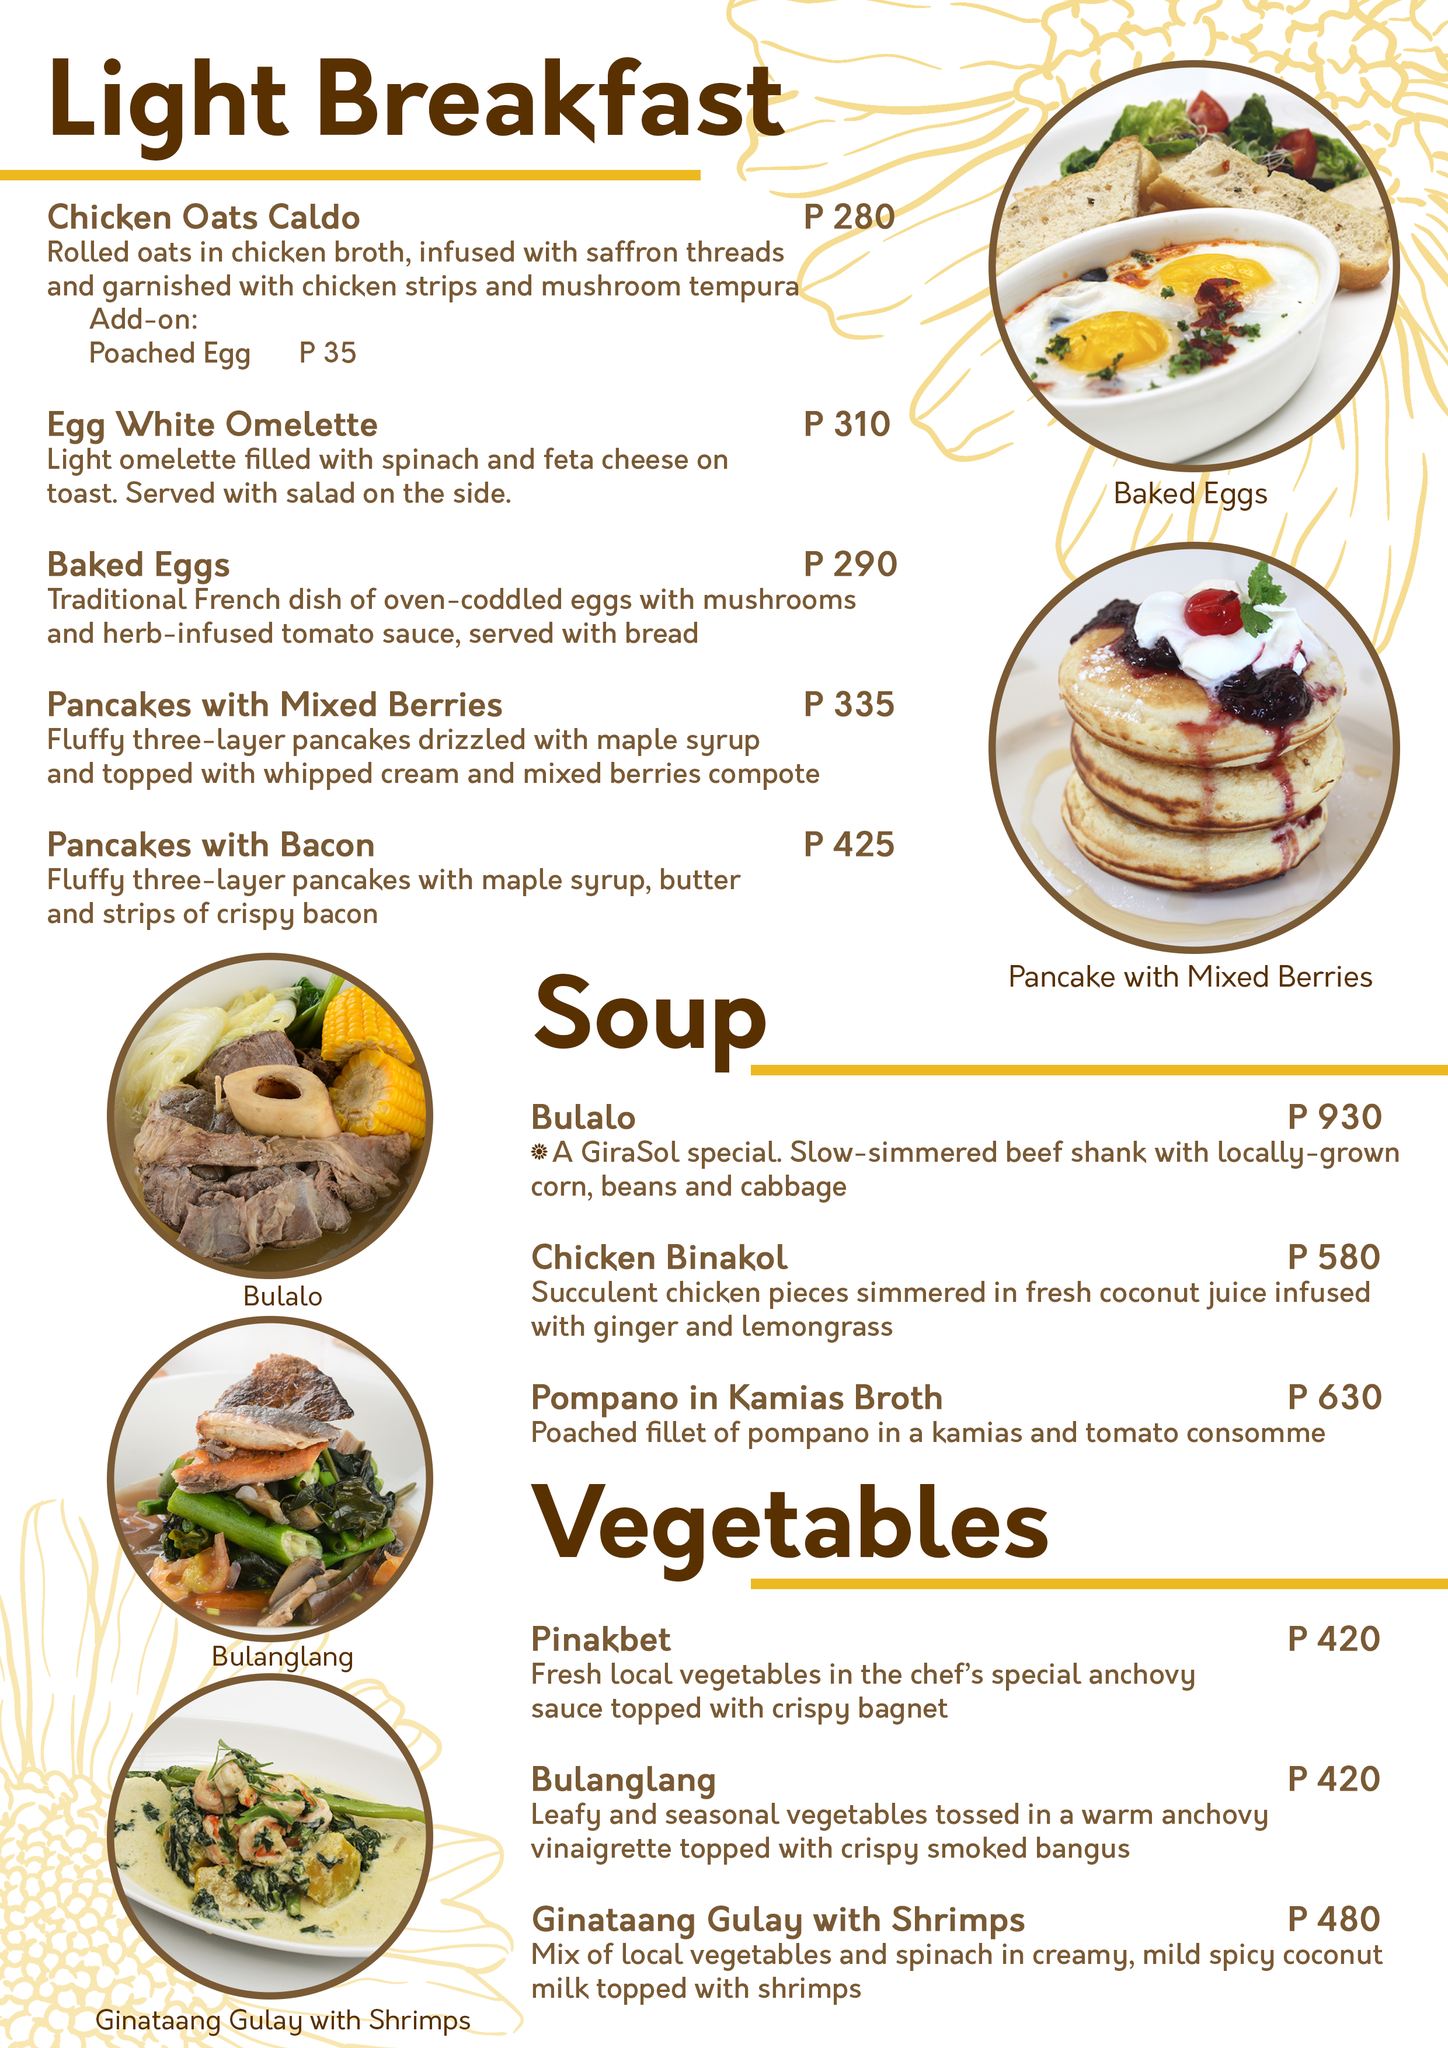 Light Breakfast
Chicken Oats Caldo P 280
Rolled oats in chicken broth, infused with saffron threads
and garnished with chicken strips and mushroom tempura
Add-on:
Poached Egg P 35
Egg White Omelette P 310
Light omelette filled with spinach and feta cheese on
toast. Served with salad on the side.
Baked Eggs P 290
Traditional French dish of oven-coddled eggs with mushrooms
and herb-infused tomato sauce, served with bread
Pancakes with Mixed Berries P 335
Fluffy three-layer pancakes drizzled with maple syrup
and topped with whipped cream and mixed berries compote
Pancakes with Bacon P 425
Fluffy three-layer pancakes with maple syrup, butter
and strips of crispy bacon
Baked Eggs
Pancake with Mixed Berries
Bulalo
Bulanglang
Ginataang Gulay with Shrimps
Soup
Bulalo P 930
A GiraSol special. Slow-simmered beef shank with locally-grown
corn, beans and cabbage
Chicken Binakol P 580
Succulent chicken pieces simmered in fresh coconut juice infused
with ginger and lemongrass
Pompano in Kamias Broth P 630
Poached fillet of pompano in a kamias and tomato consomme
Vegetables
Pinakbet P 420
Fresh local vegetables in the chef's special anchovy
sauce topped with crispy bagnet
Bulanglang P 420
Leafy and seasonal vegetables tossed in a warm anchovy
vinaigrette topped with crispy smoked bangus
Ginataang Gulay with Shrimps P 480
Mix of local vegetables and spinach in creamy, mild spicy coconut
milk topped with shrimps